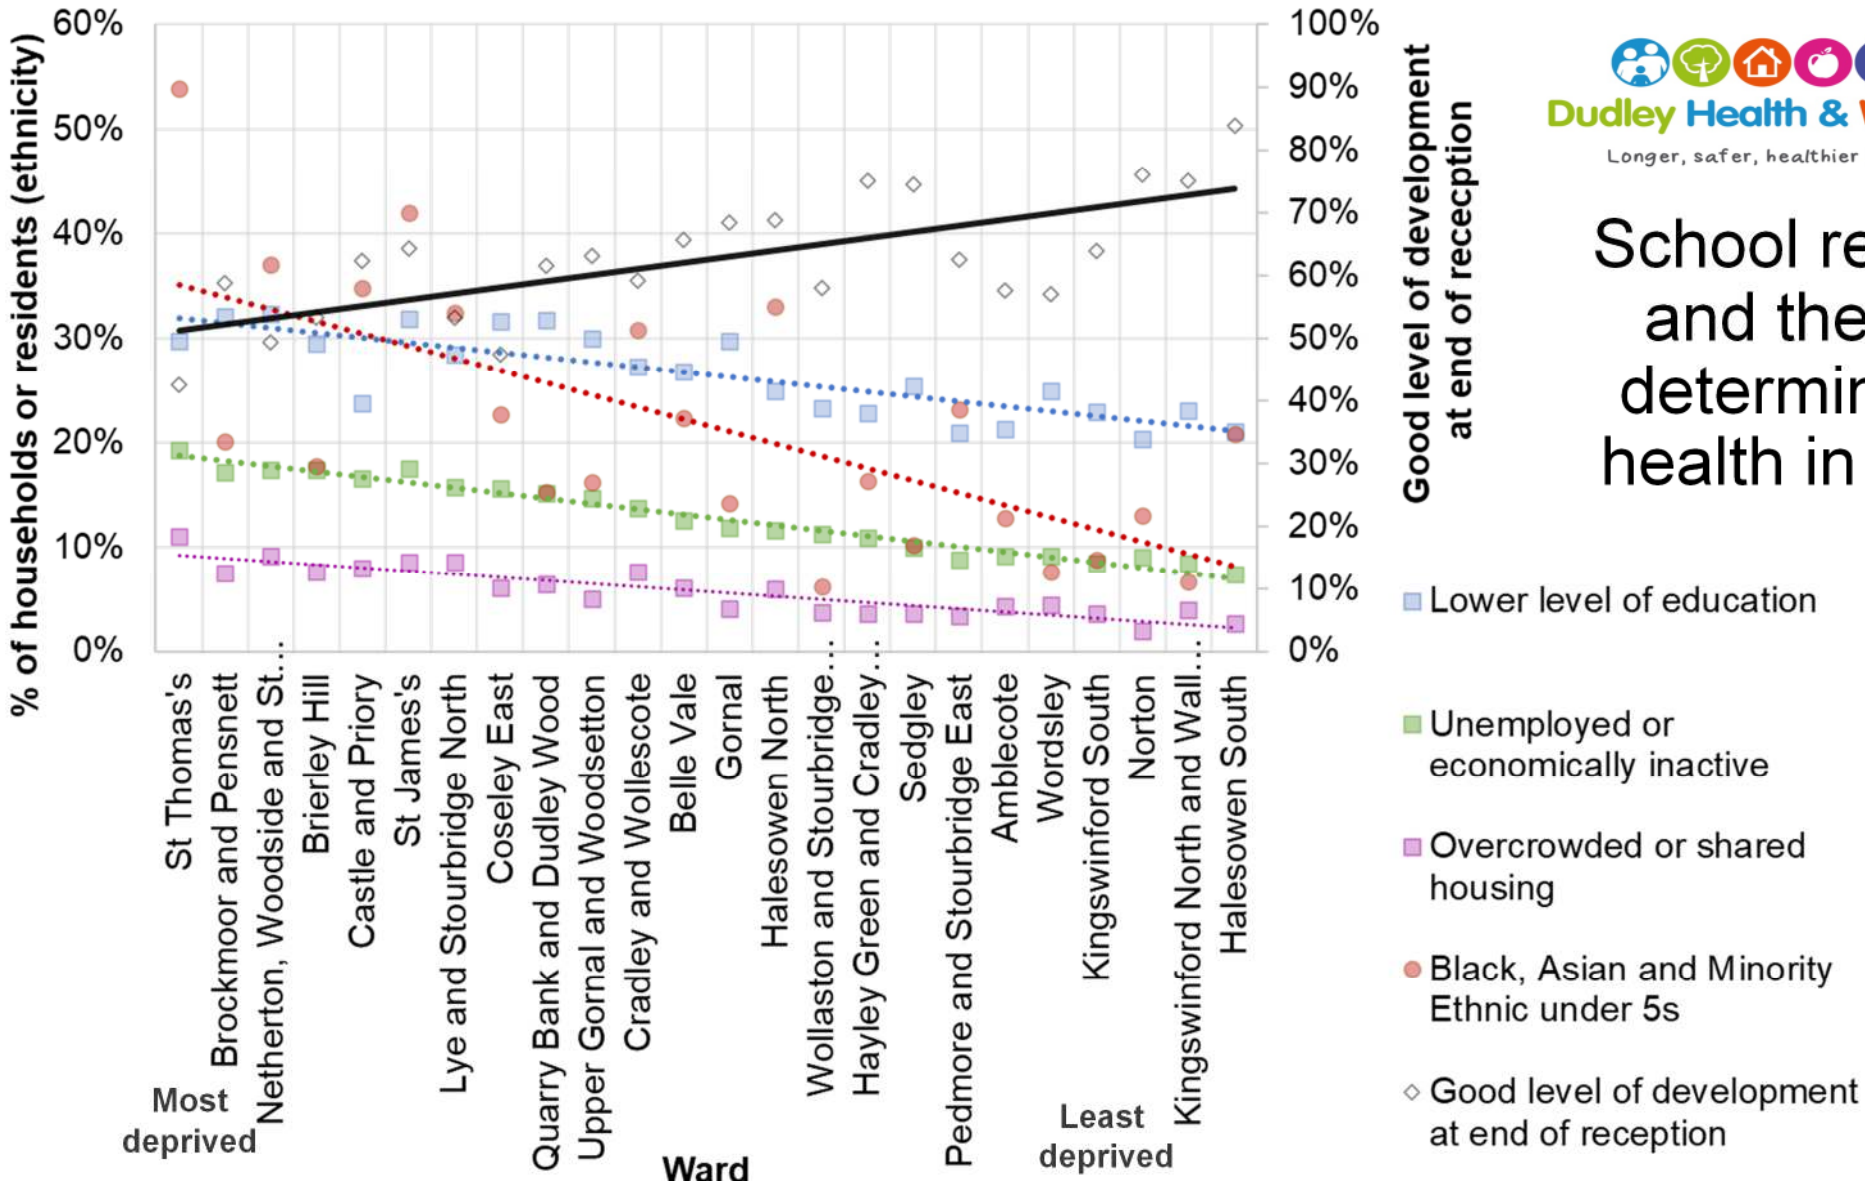 60%
50%
40%
30%
20%
10%
0%
% of households or residents (ethnicity)
100%
90%
80%
70%
60%
50%
40%
30%
20%
10%
0%
Good level of development
at end of rececption
St Thomas's
Brockmoor and Pensnett
Netherton, Woodside and St...
Brierley Hill
Castle and Priory
St James's
Lye and Stourbridge North
Coseley East
Quarry Bank and Dudley Wood
Upper Gornal and Woodsetton
Cradley and Wollescote
Belle Vale
Gornal
Halesowen North
Wollaston and Stourbridge...
Hayley Green and Cradley...
Sedgley
Pedmore and Stourbridge East
Amblecote
Wordsley
Kingswinford South
Norton
Kingswinford North and Wall...
Halesowen South
Most
deprived
Ward
Least
deprived
Dudley Health &
Longer, safer, healthier
School re
and the
determin
health in
Lower level of education
Unemployed or
economically inactive
Overcrowded or shared
housing
Black, Asian and Minority
Ethnic under 5s
Good level of development
at end of reception